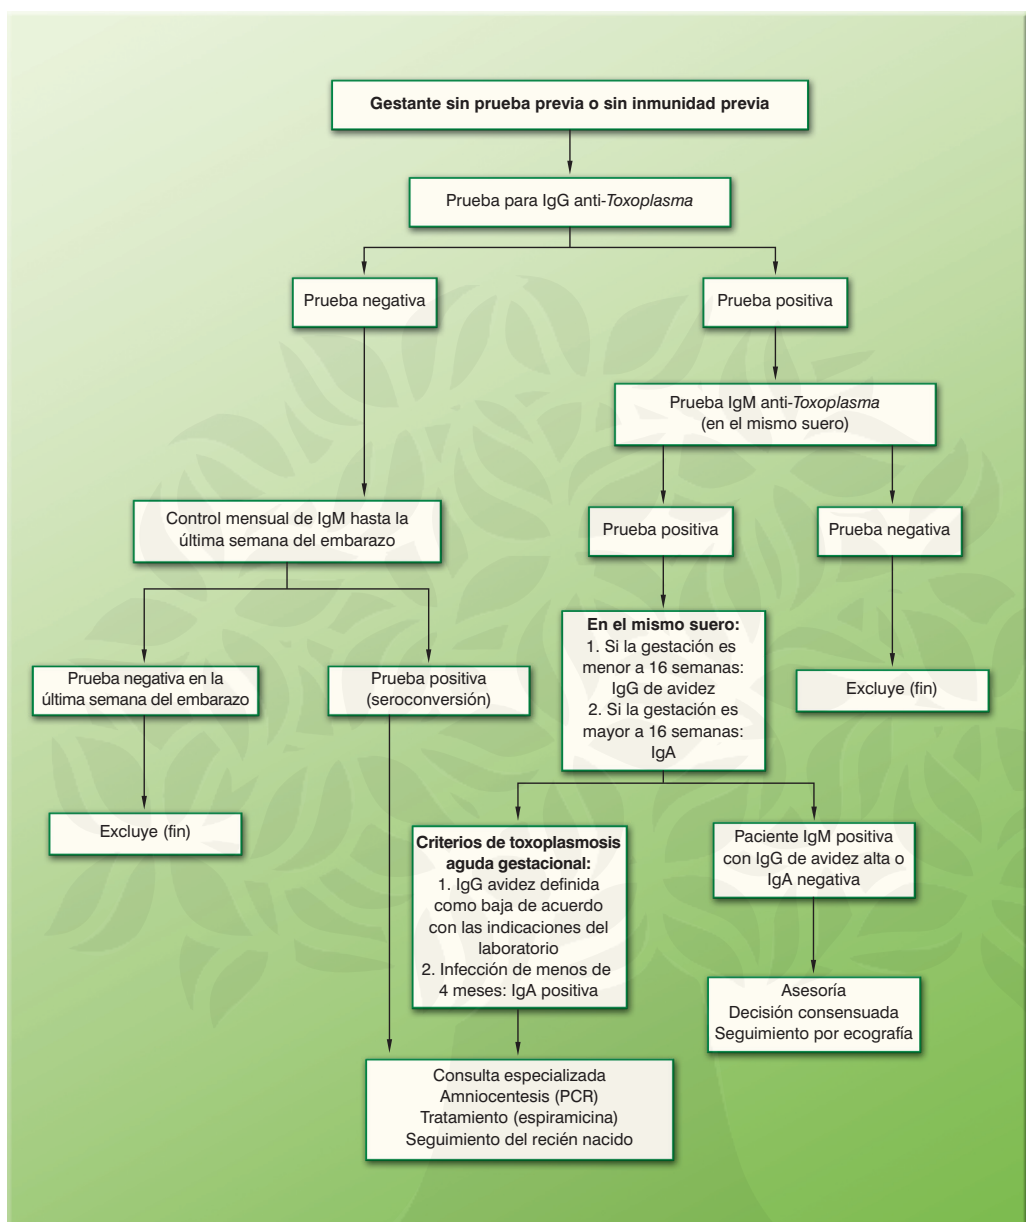 Gestante sin prueba previa o sin inmunidad previa
Prueba para IgG anti-Toxoplasma
Prueba negativa
Prueba positiva
Prueba IgM anti-Toxoplasma
(en el mismo suero)
Control mensual de IgM hasta la
última semana del embarazo
Prueba positiva
Prueba negativa
En el mismo suero:
1. Si la gestación es
menor a 16 semanas:
IgG de avidez
2. Si la gestación es
mayor a 16 semanas:
IgA
Prueba negativa en la
última semana del embarazo
Prueba positiva
(seroconversión)
Excluye (fin)
Excluye (fin)
Criterios de toxoplasmosis
aguda gestacional:
1. IgG avidez definida
como baja de acuerdo
con las indicaciones del
laboratorio
2. Infección de menos de
4 meses: IgA positiva
Paciente IgM positiva
con IgG de avidez alta o
IgA negativa
Asesoría
Decisión consensuada
Seguimiento por ecografía
Consulta especializada
Amniocentesis (PCR)
Tratamiento (espiramicina)
Seguimiento del recién nacido